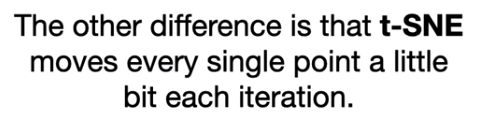 The other difference is that t-SNE
moves every single point a little
bit each iteration.